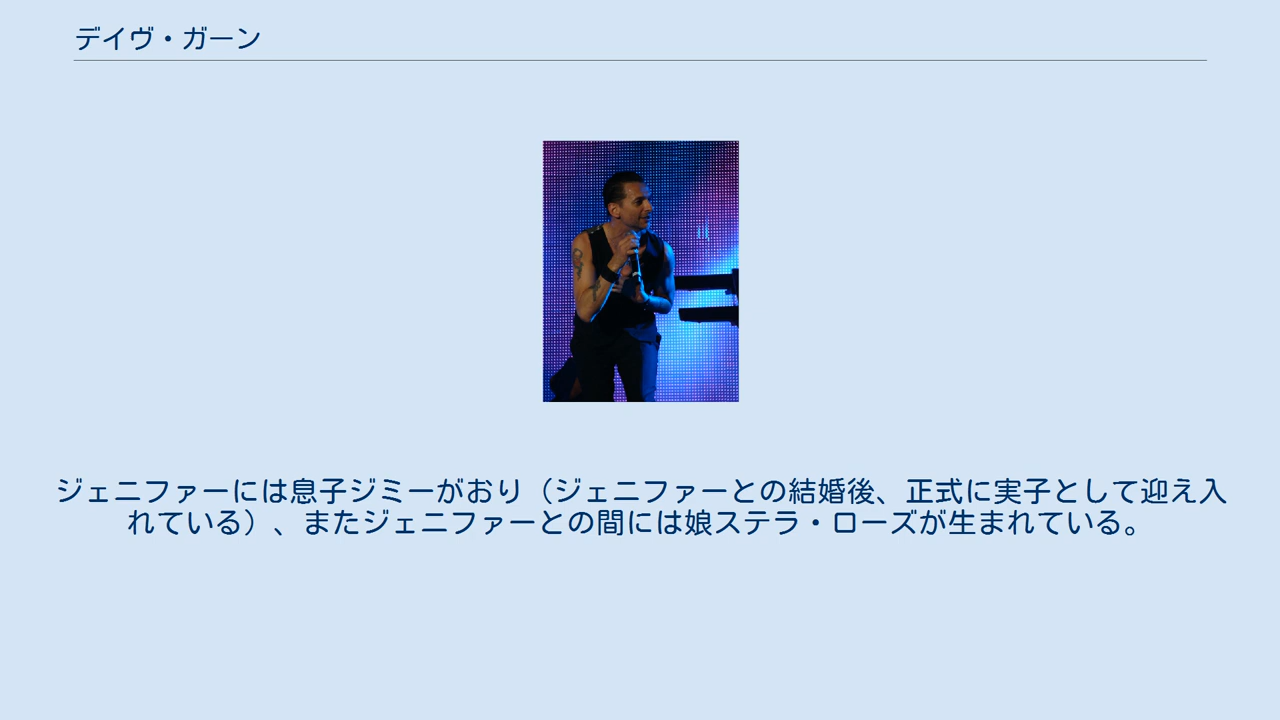 デイヴ・ガーン
ジェニファーには息子ジミーがおり（ジェニファーとの結婚後、正式に実子として迎え入
れている）、またジェニファーとの間には娘ステラ・ローズが生まれている。